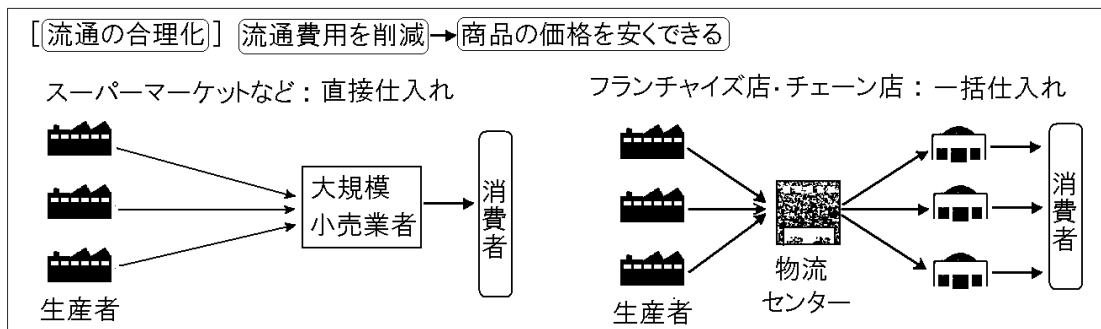 [流通の合理化] 流通費用を削減→商品の価格を安くできる
スーパーマーケットなど：直接仕入れ
大規模
小売業者
消費者
生産者
フランチャイズ店・チェーン店：一括仕入れ
物流
センター
消費者
生産者